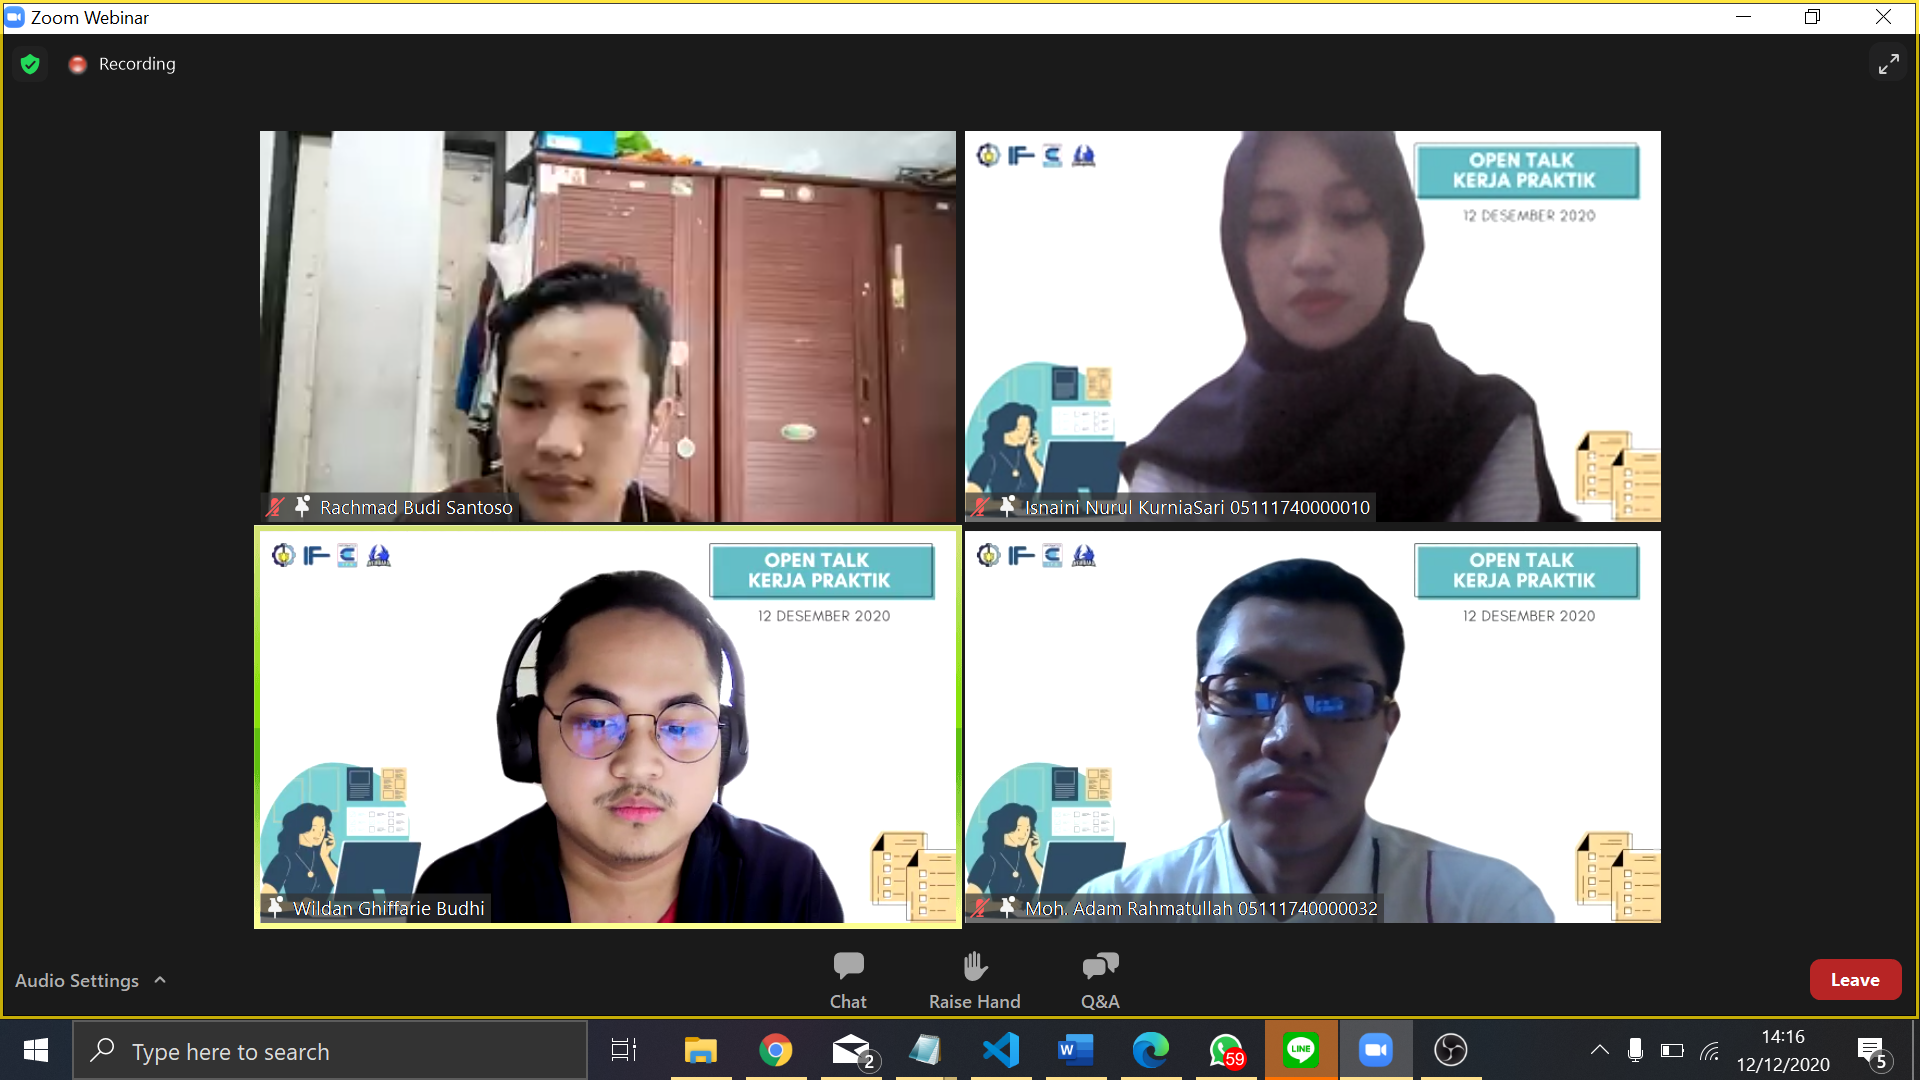 Zoom Webinar
Recording
OPEN TALK
KERJA PRAKTIK
12 DESEMBER 2020
Rachmad Budi Santoso
Isnaini Nurul KurniaSari 05111740000010
OPEN TALK
KERJA PRAKTIK
12 DESEMBER 2020
OPEN TALK
KERJA PRAKTIK
12 DESEMBER 2020
Wildan Ghiffarie Budhi
Moh. Adam Rahmatullah 05111740000032
Audio Settings
Chat
Raise Hand
Q&A
Leave
Type here to search
2
W
59
LINE
14:16
12/12/2020
5